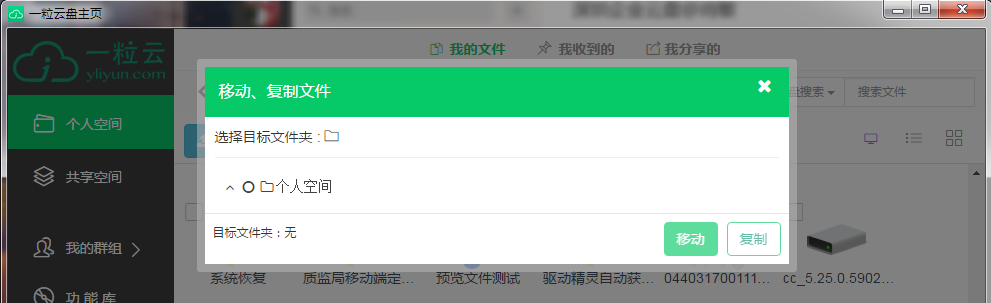 一粒云盘主页
一粒云
yliyun.com
我的文件 我收到的 我分享的
个人空间
共享空间
我的群组
功能库
盘搜索 搜索文件
移动、复制文件
选择目标文件夹 :
个人空间
目标文件夹：无
移动 复制
系统恢复 质监局移动端定... 预览文件测试 驱动精灵自动获... 044031700111... cc_5.25.0.5902...